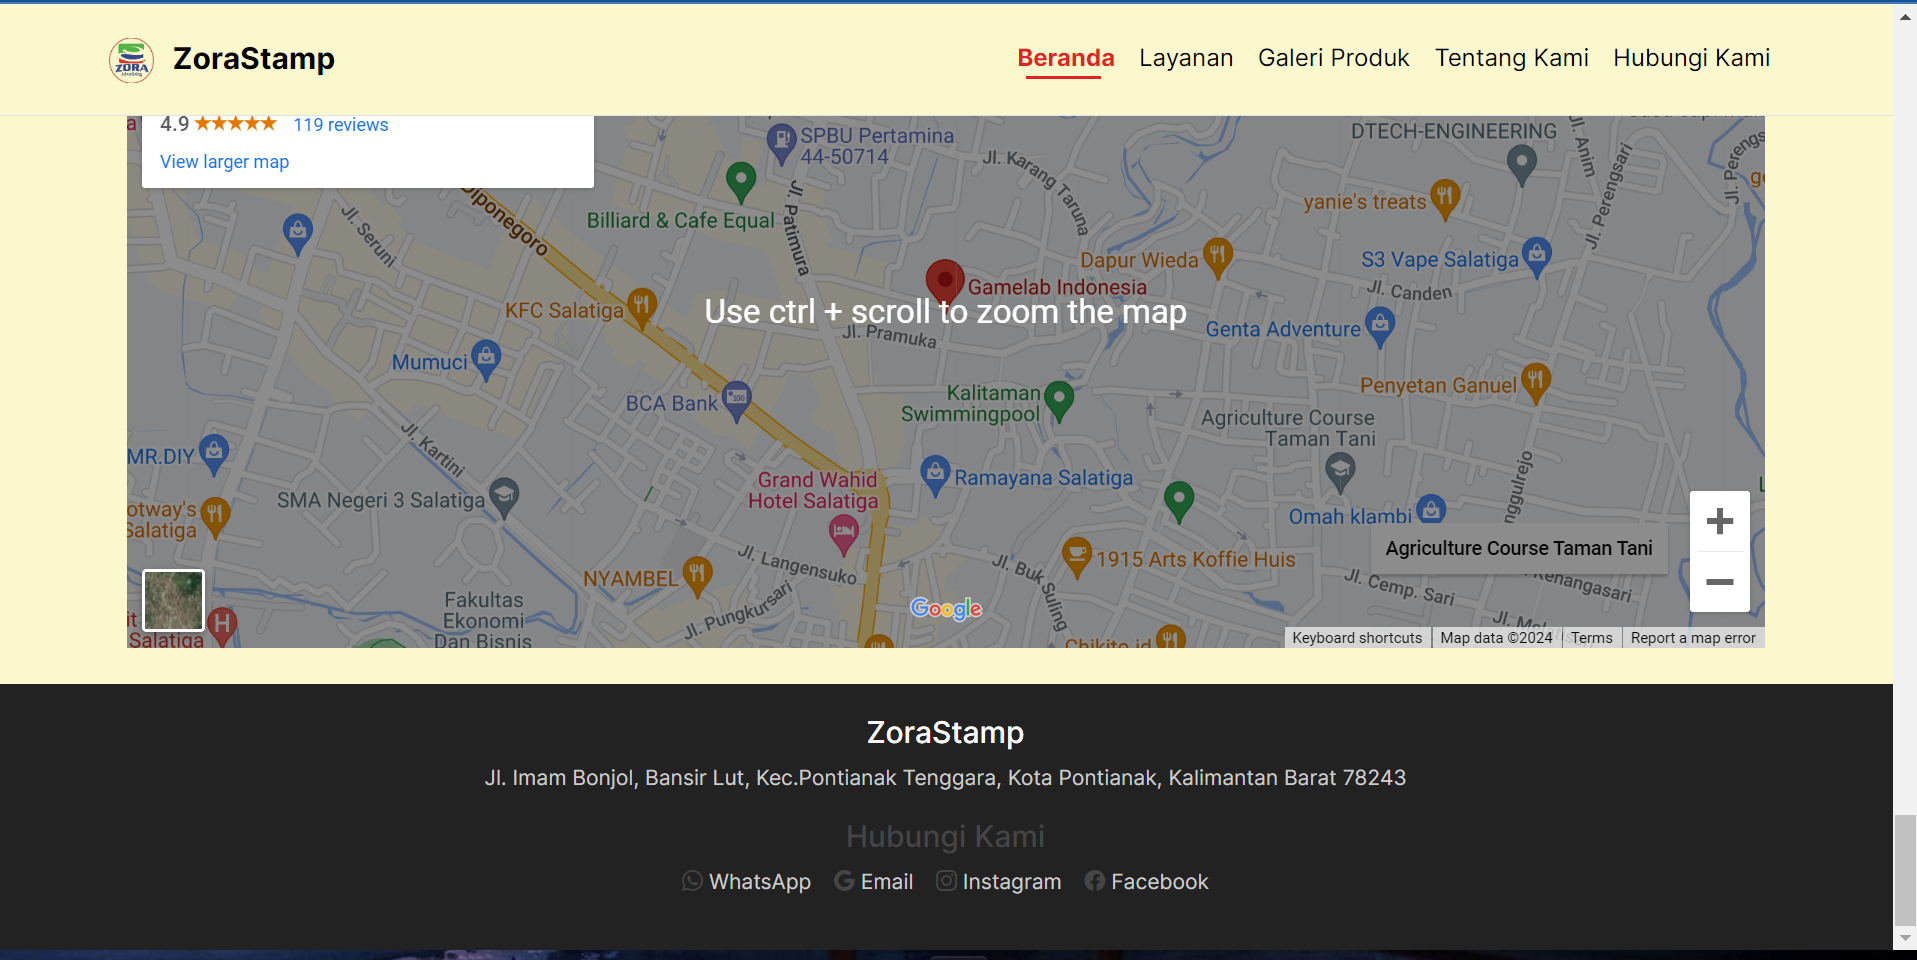 ZORA
Advertising
ZoraStamp
Beranda
Layanan
Galeri Produk
Tentang Kami
Hubungi Kami
4.9
119 reviews
View larger map
SPBU Pertamina
44-50714
DTECH-ENGINEERING
Jl. Anim
Jl. Perengsari
Jl. Karang Taruna
Jl. Patimura
Jl. Seruni
Diponegoro
Billiard & Cafe Equal
yanie's treats
Dapur Wieda
S3 Vape Salatiga
Gamelab Indonesia
Jl. Canden
KFC Salatiga
Use ctrl + scroll to zoom the map
Jl. Pramuka
Genta Adventure
Mumuci
BCA Bank
100
Kalitaman
Swimmingpool
Penyetan Ganuel
Agriculture Course
Taman Tani
Jl. Kartini
MR.DIY
Grand Wahid
Hotel Salatiga
Ramayana Salatiga
SMA Negeri 3 Salatiga
otway's
Salatiga
Omah klambi
nggulrejo
Agriculture Course Taman Tani
1915 Arts Koffie Huis
Jl. Langensuko
Jl. Buk Suling
Jl. Cemp. Sari
Kenangasari
NYAMBEL
Jl. Pungkursari
Fakultas
Ekonomi
Dan Bisnis
Google
it
Salatiga
H
Chikito.id
Keyboard shortcuts
Map data ©2024
Terms
Report a map error
ZoraStamp
Jl. Imam Bonjol, Bansir Lut, Kec.Pontianak Tenggara, Kota Pontianak, Kalimantan Barat 78243
Hubungi Kami
WhatsApp
Email
Instagram
Facebook